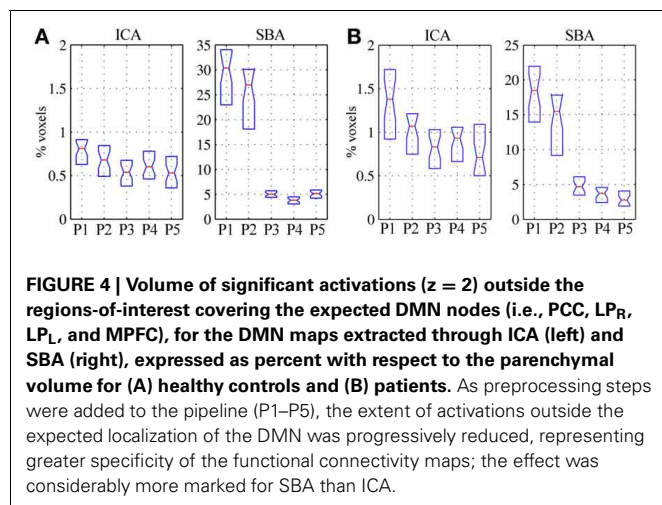 A ICA SBA B ICA SBA
2 35 2 25
30
1.5 25 1.5 20
20 15
1 1
15 10
0.5 10 0.5
5 5
0 0 0 0
P1 P2 P3 P4 P5 P1 P2 P3 P4 P5 P1 P2 P3 P4 P5 P1 P2 P3 P4 P5
% voxels
% voxels
FIGURE 4 | Volume of significant activations (z = 2) outside the
regions-of-interest covering the expected DMN nodes (i.e., PCC, LPR,
LPL, and MPFC), for the DMN maps extracted through ICA (left) and
SBA (right), expressed as percent with respect to the parenchymal
volume for (A) healthy controls and (B) patients. As preprocessing steps
were added to the pipeline (P1–P5), the extent of activations outside the
expected localization of the DMN was progressively reduced, representing
greater specificity of the functional connectivity maps; the effect was
considerably more marked for SBA than ICA.